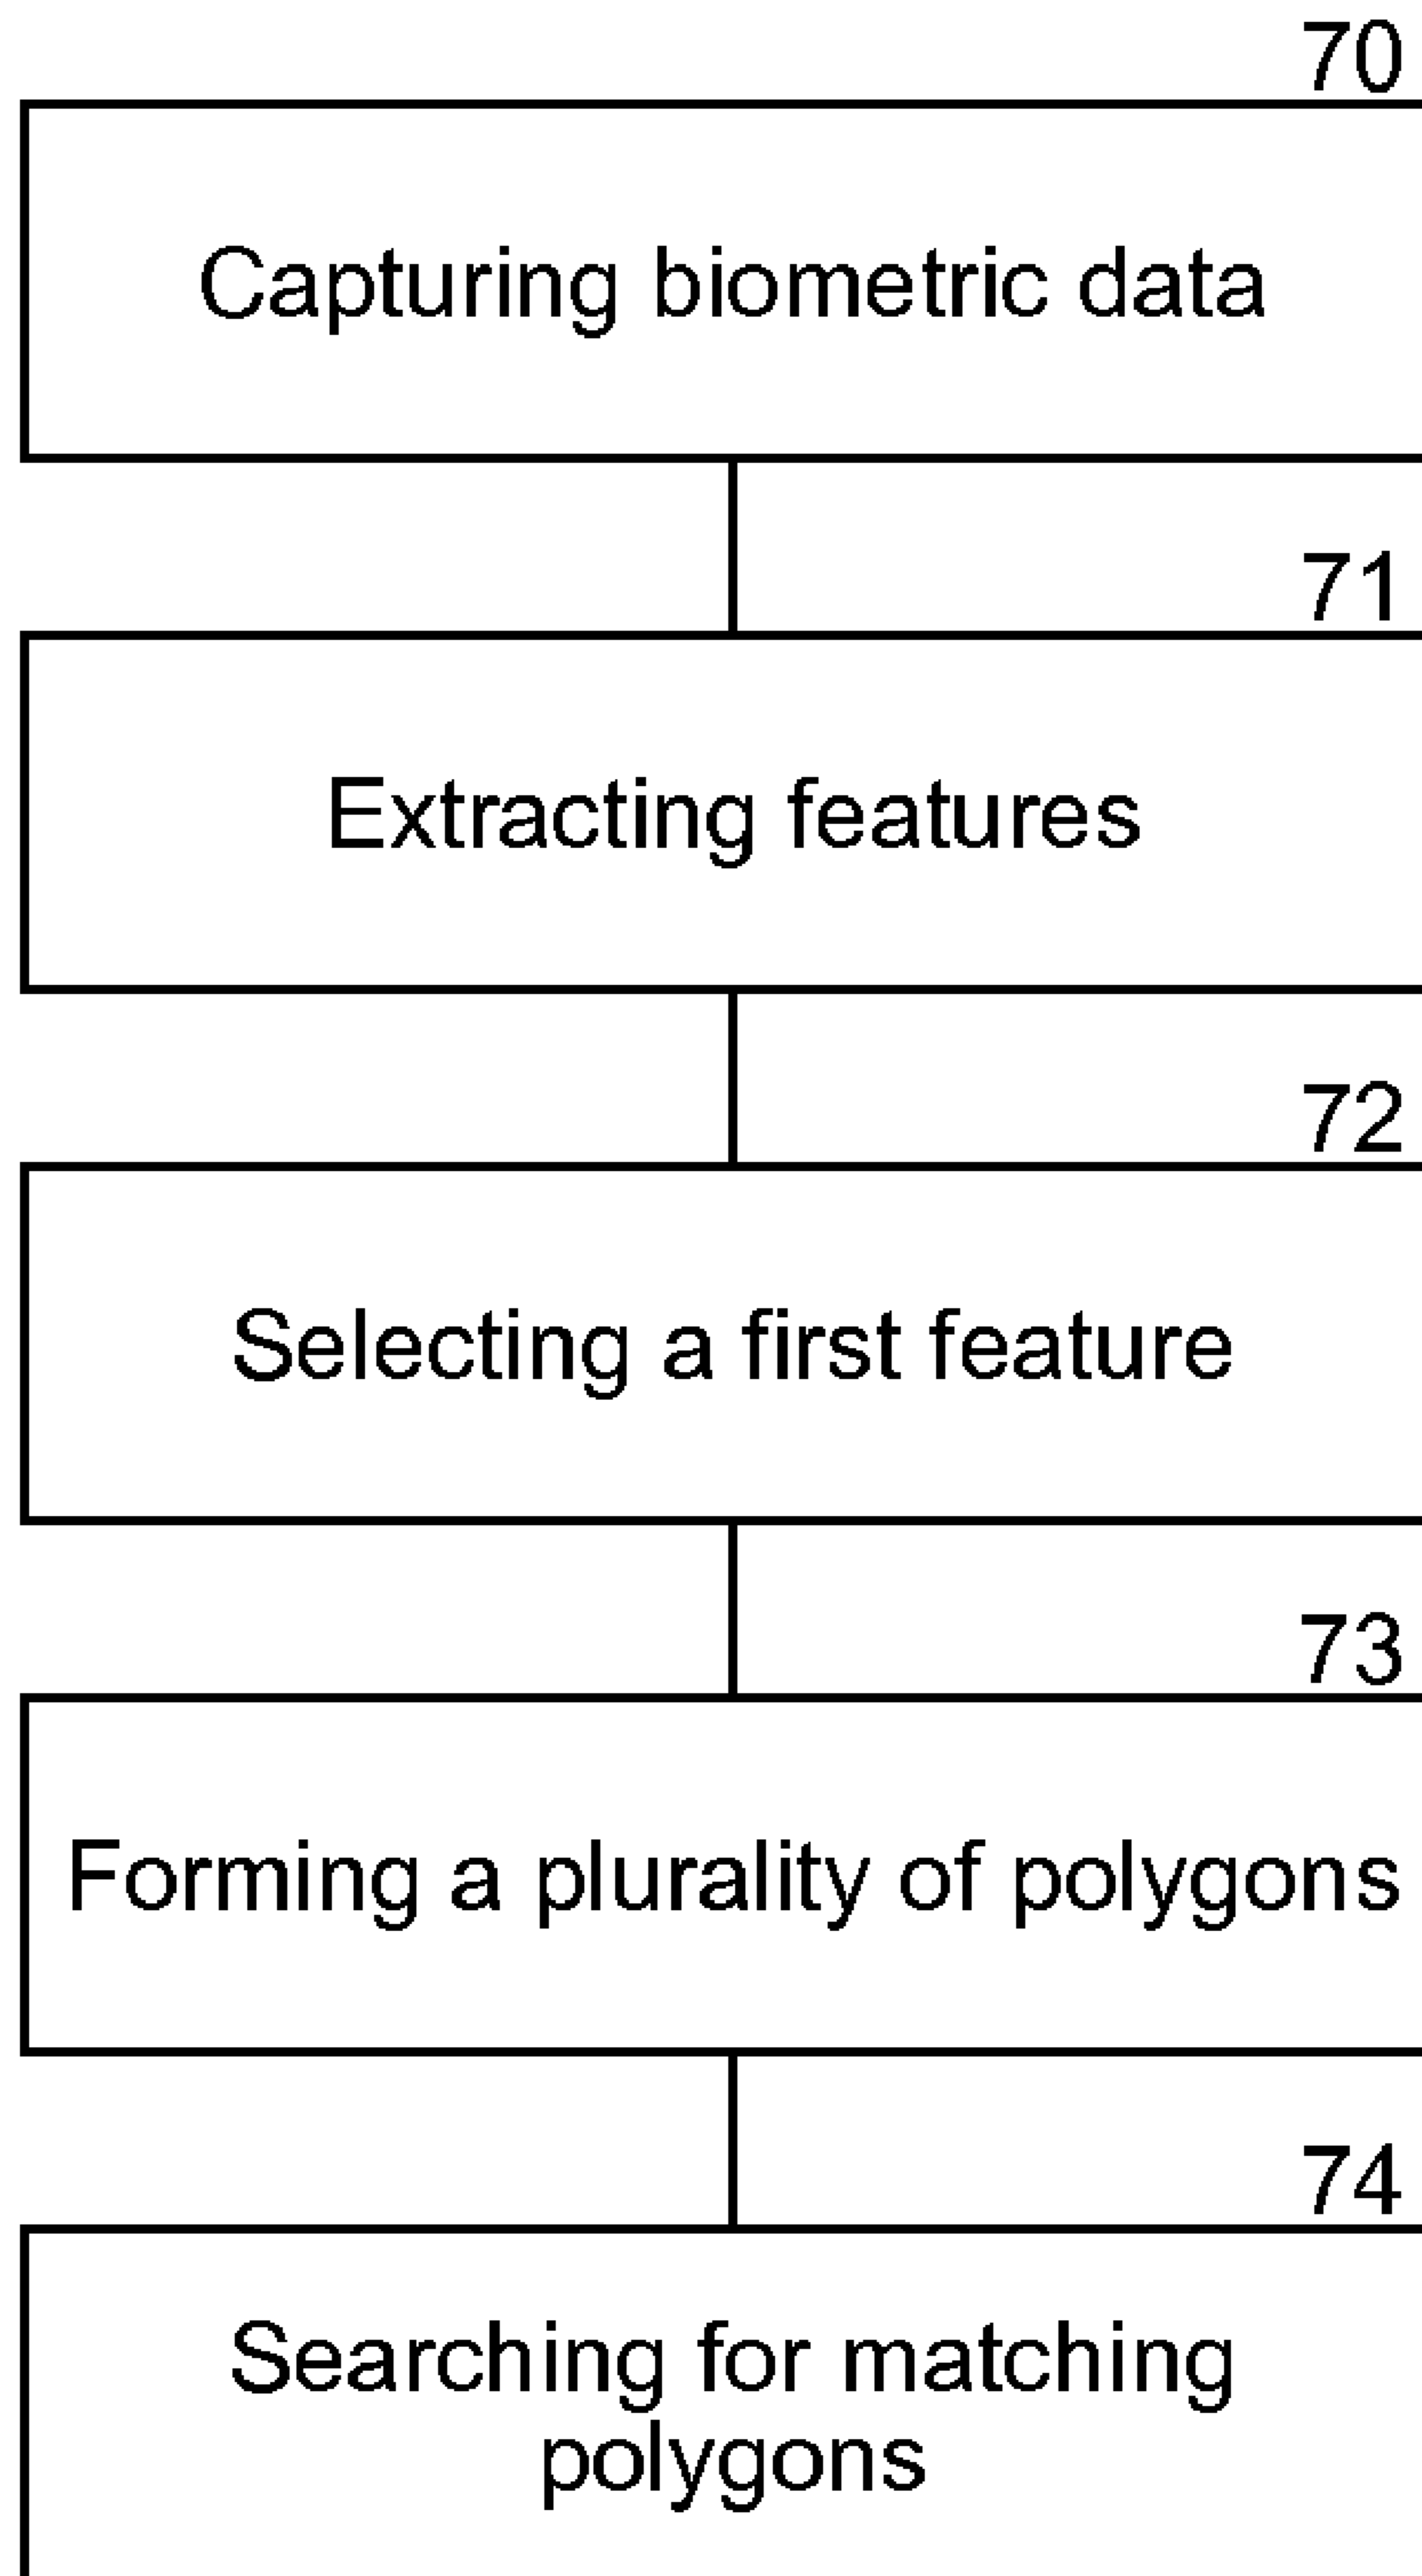 70
Capturing biometric data
71
Extracting features
72
Selecting a first feature
73
Forming a plurality of polygons
74
Searching for matching
polygons